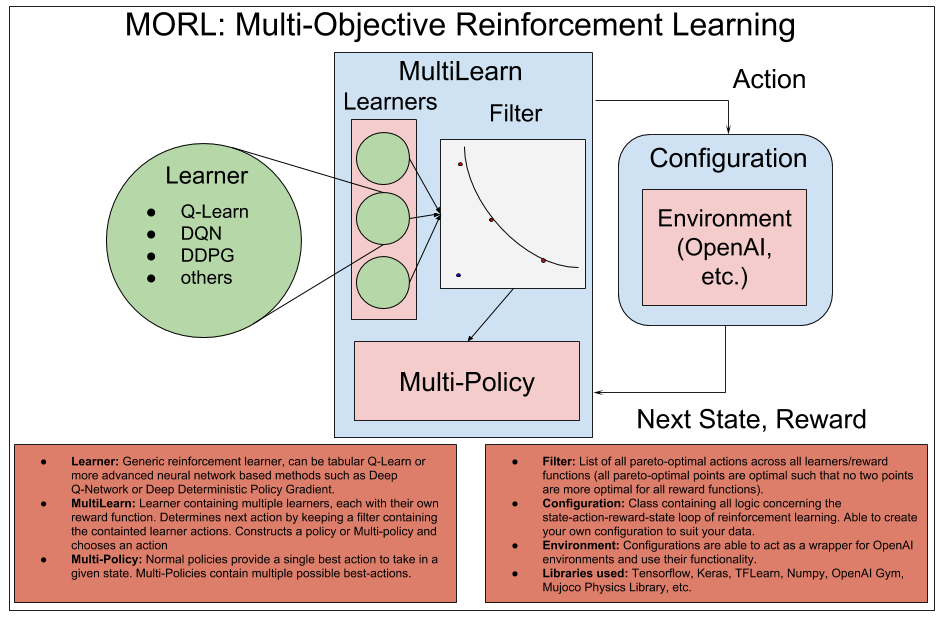 MORL: Multi-Objective Reinforcement Learning
MultiLearn
Learners
Filter
Action
Learner
● Q-Learn
● DQN
● DDPG
● others
Configuration
Environment
(OpenAI,
etc.)
Multi-Policy
Next State, Reward
● Learner: Generic reinforcement learner, can be tabular Q-Learn or
more advanced neural network based methods such as Deep
Q-Network or Deep Deterministic Policy Gradient.
● MultiLearn: Learner containing multiple learners, each with their own
reward function. Determines next action by keeping a filter containing
the containted learner actions. Constructs a policy or Multi-policy and
chooses an action
● Multi-Policy: Normal policies provide a single best action to take in a
given state. Multi-Policies contain multiple possible best-actions.
● Filter: List of all pareto-optimal actions across all learners/reward
functions (all pareto-optimal points are optimal such that no two points
are more optimal for all reward functions).
● Configuration: Class containing all logic concerning the
state-action-reward-state loop of reinforcement learning. Able to create
your own configuration to suit your data.
● Environment: Configurations are able to act as a wrapper for OpenAI
environments and use their functionality.
● Libraries used: Tensorflow, Keras, TFLearn, Numpy, OpenAI Gym,
Mujoco Physics Library, etc.